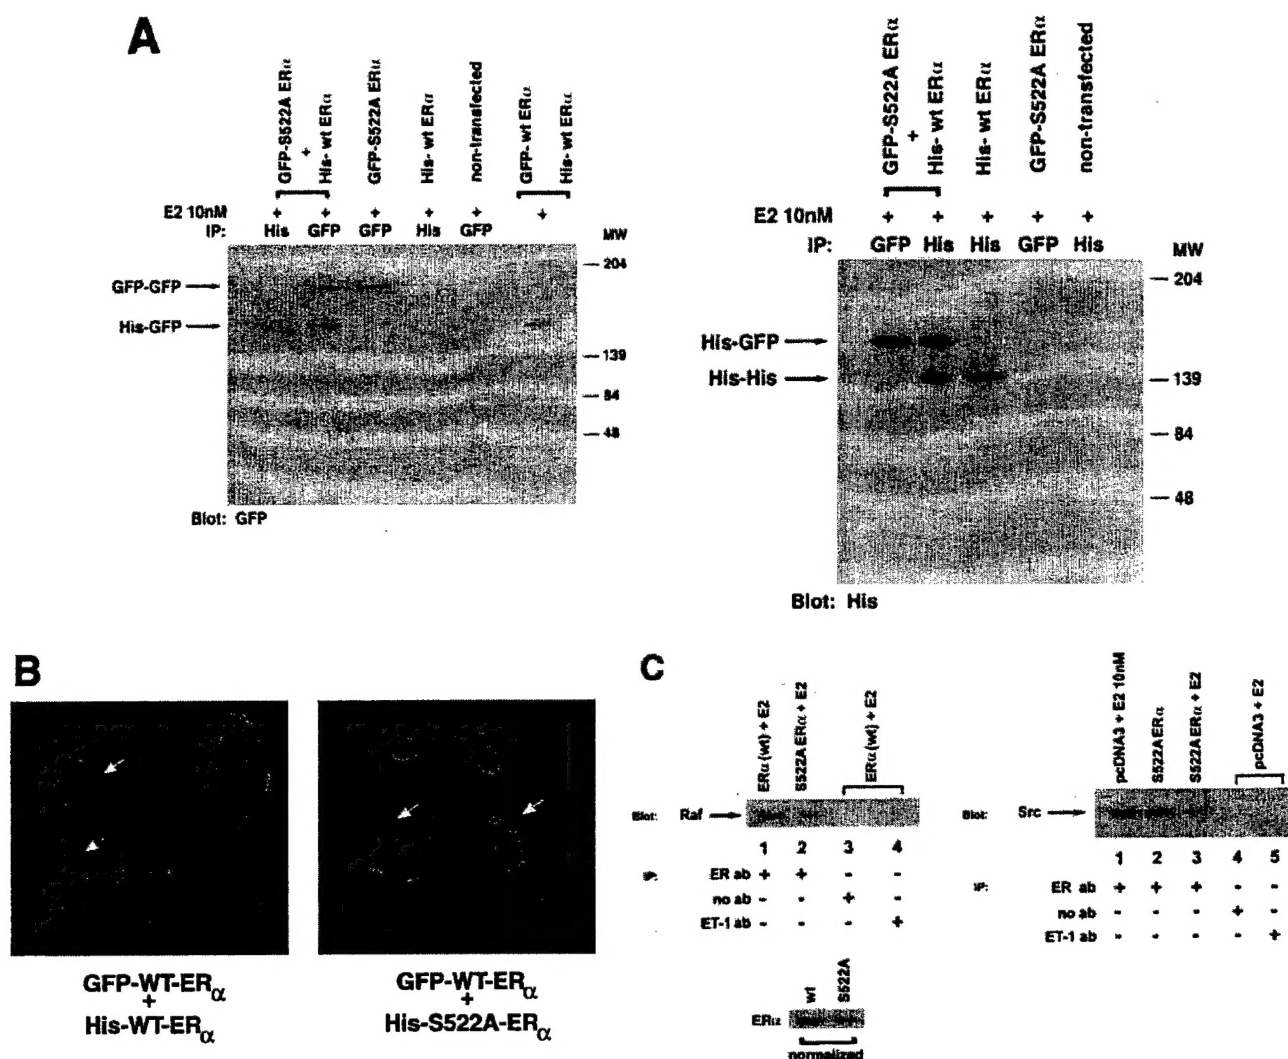 A
GFP-S522A ERα
+
His- wt ERα
GFP-S522A ERα
His- wt ERα
non-transfected
GFP- wt ERα
His- wt ERα
E2 10nM + + + + + +
IP: His GFP GFP His GFP
MW
204
GFP-GFP
His-GFP
139
84
48
Blot: GFP
GFP-S522A ERα
+
His- wt ERα
His- wt ERα
GFP-S522A ERα
non-transfected
E2 10nM + + + + +
IP: GFP His His GFP His
MW
204
His-GFP
His-His
139
84
48
Blot: His
B
GFP-WT-ERα
+
His-WT-ERα
GFP-WT-ERα
+
His-S522A-ERα
C
ERα (wt) + E2
S522A ERα + E2
ERα (wt) + E2
Blot: Raf
1 2 3 4
IP: ER ab + + - -
no ab - - + -
ET-1 ab - - - +
ERα
wt
S522A
normalized
pcDNA3 + E2 10nM
S522A ERα
S522A ERα + E2
pcDNA3 + E2
Blot: Src
1 2 3 4 5
IP: ER ab + + + - -
no ab - - - + -
ET-1 ab - - - - +